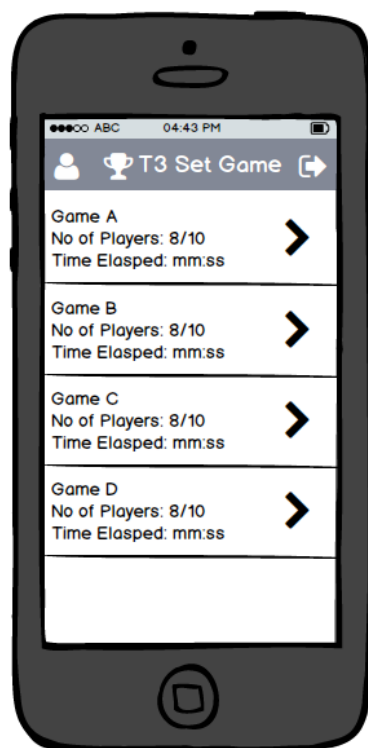 ABC 04:43 PM
T3 Set Game
Game A
No of Players: 8/10
Time Elasped: mm:ss
Game B
No of Players: 8/10
Time Elasped: mm:ss
Game C
No of Players: 8/10
Time Elasped: mm:ss
Game D
No of Players: 8/10
Time Elasped: mm:ss